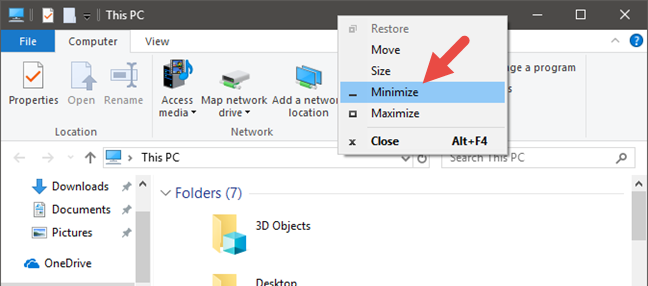 This PC
File
Computer
View
Properties
Open
Rename
Access media
Map network drive
Add a network location
Location
Network
Restore
Move
Size
Minimize
Maximize
Close Alt+F4
ge a program
This PC
Search This PC
Downloads
Documents
Pictures
OneDrive
Folders (7)
3D Objects
Desktop